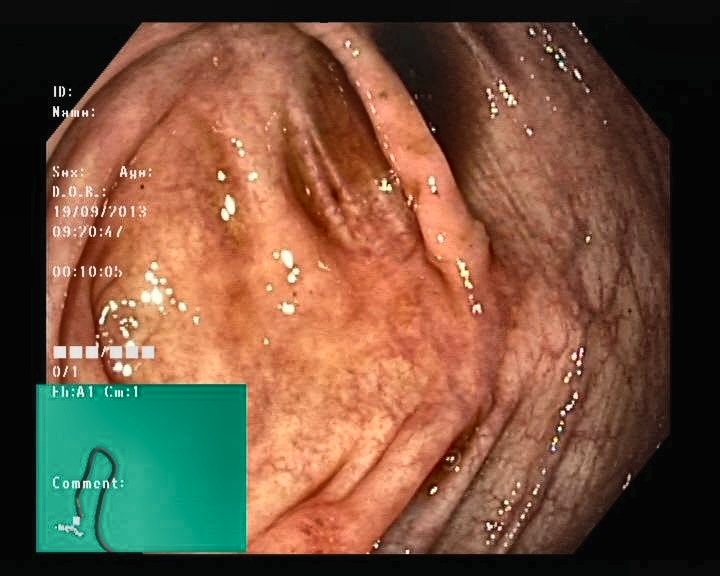 ID:
Name:
Sex: Age:
D.O.B.:
19/09/2013
09:20:47
00:10:05
■■■/■■■
0/1
Eh:A1 Cm:1
Comment: